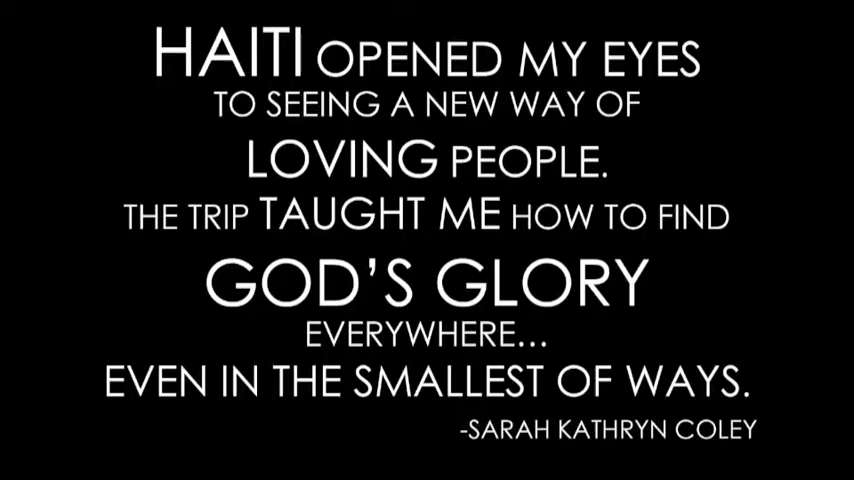 HAITI OPENED MY EYES
TO SEEING A NEW WAY OF
LOVING PEOPLE.
THE TRIP TAUGHT ME HOW TO FIND
GOD'S GLORY
EVERYWHERE...
EVEN IN THE SMALLEST OF WAYS.
-SARAH KATHRYN COLEY